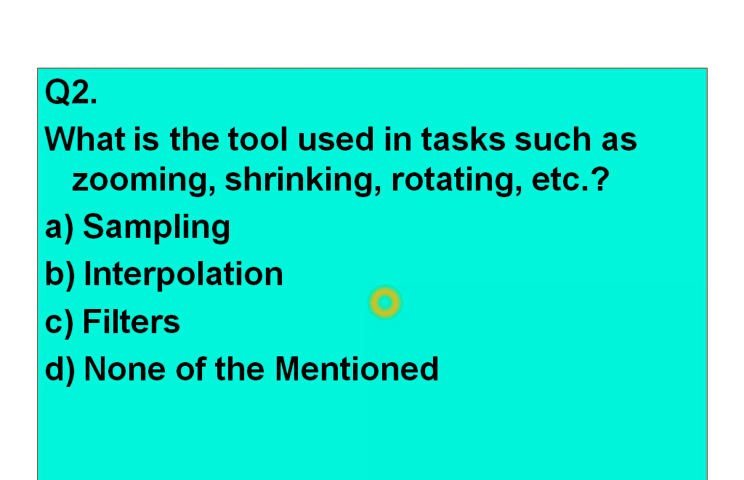 Q2.
What is the tool used in tasks such as
zooming, shrinking, rotating, etc.?
a) Sampling
b) Interpolation
c) Filters
d) None of the Mentioned